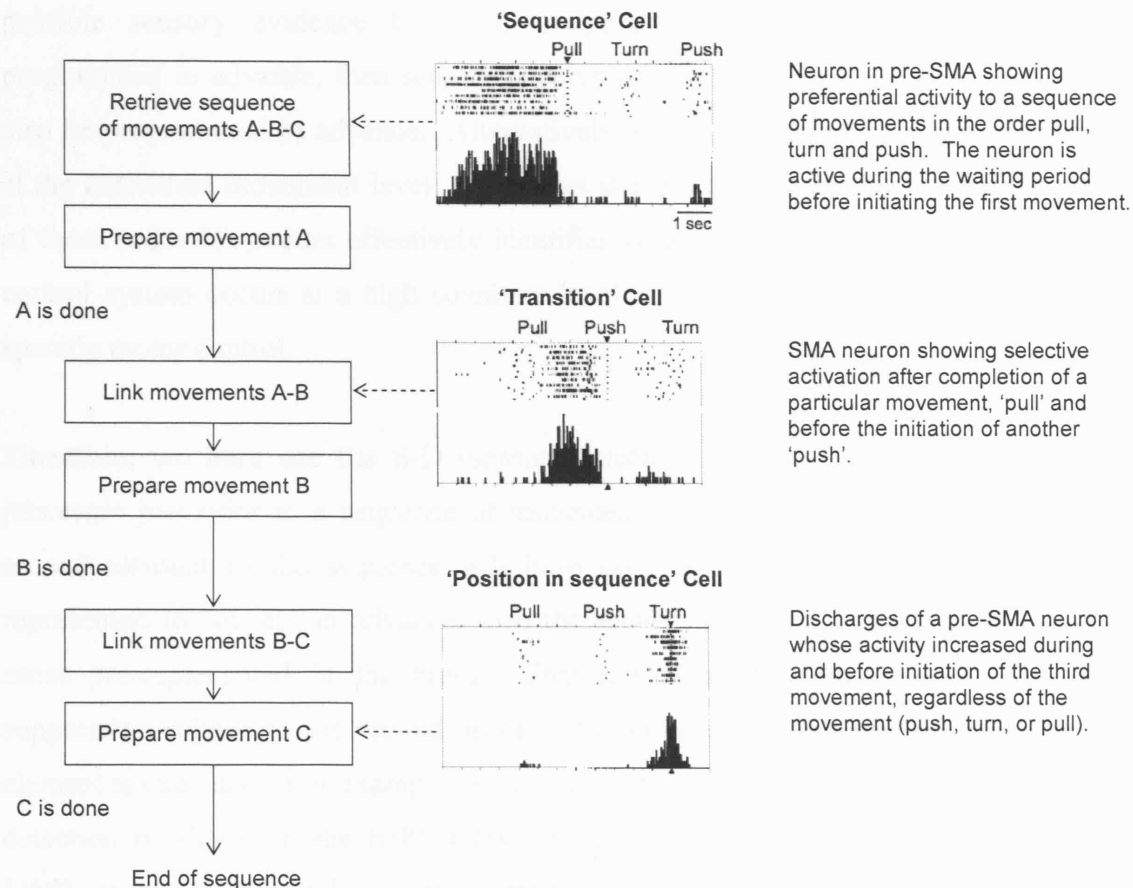 'Sequence' Cell
Pull Turn Push
Retrieve sequence
of movements A-B-C
1 sec
Neuron in pre-SMA showing
preferential activity to a sequence
of movements in the order pull,
turn and push. The neuron is
active during the waiting period
before initiating the first movement.
Prepare movement A
A is done
'Transition' Cell
Pull Push Turn
Link movements A-B
SMA neuron showing selective
activation after completion of a
particular movement, 'pull' and
before the initiation of another
'push'.
Prepare movement B
B is done
'Position in sequence' Cell
Pull Push Turn
Link movements B-C
Discharges of a pre-SMA neuron
whose activity increased during
and before initiation of the third
movement, regardless of the
movement (push, turn, or pull).
Prepare movement C
C is done
End of sequence